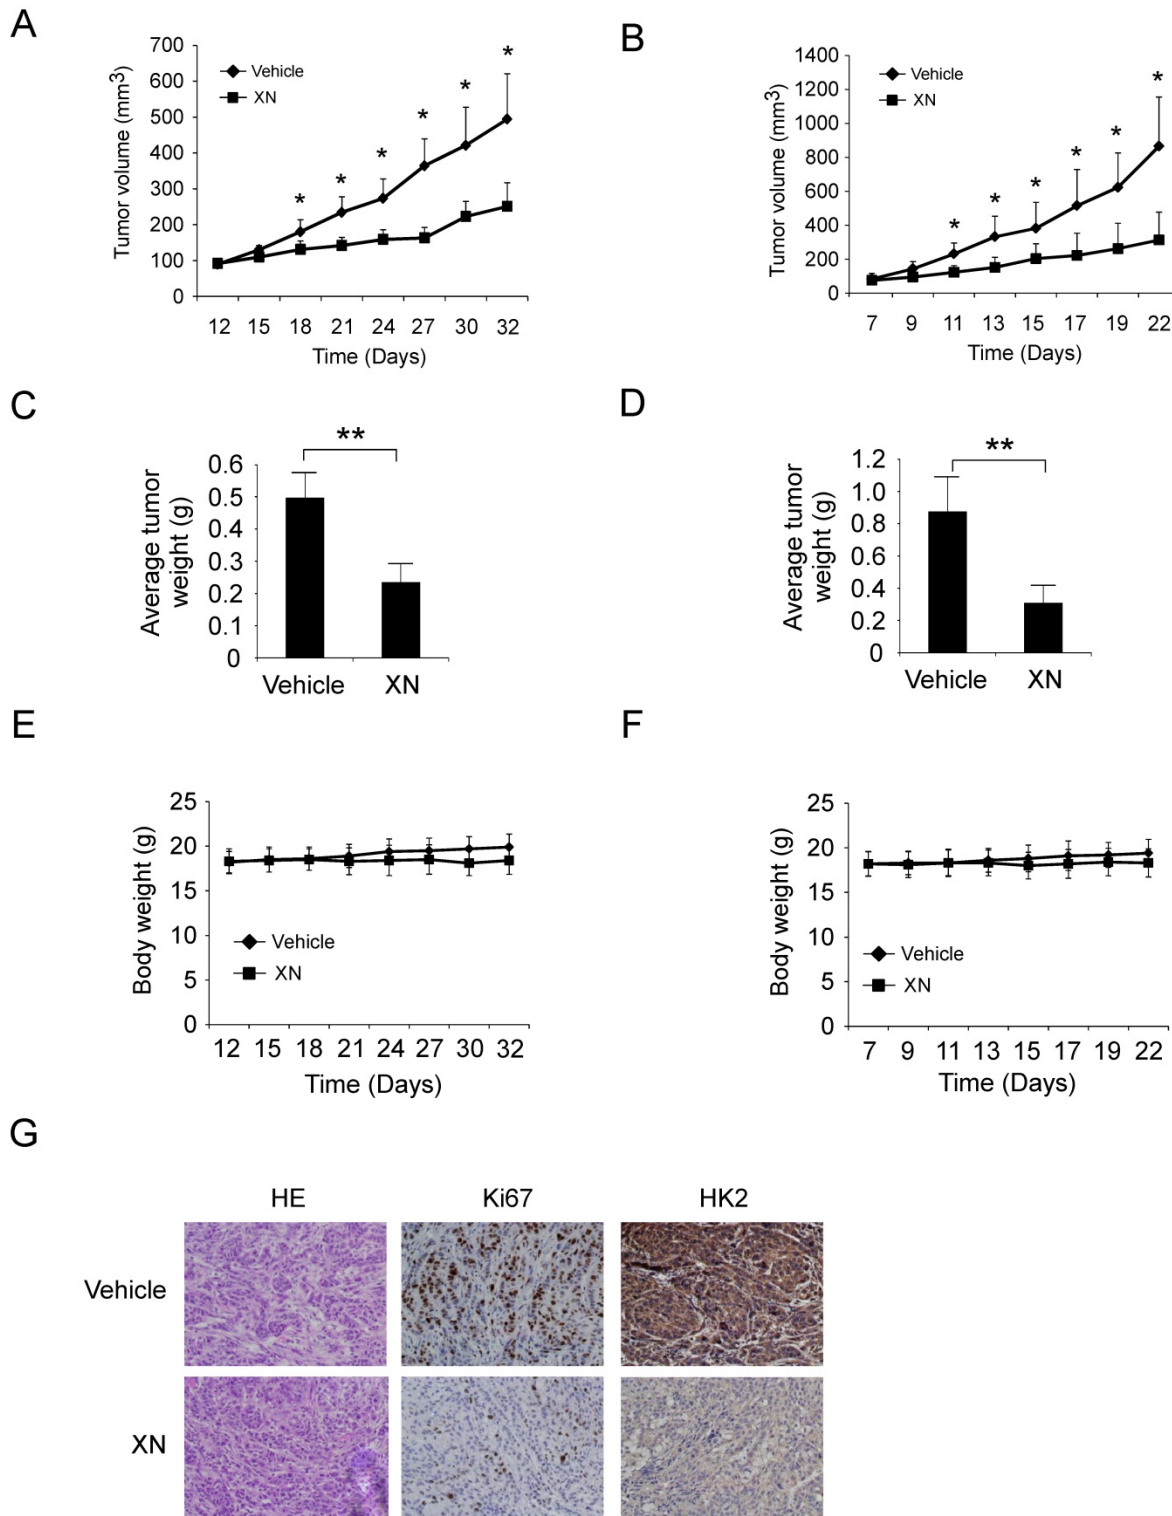 A
Tumor volume (mm3)
700
600
500
400
300
200
100
0
Vehicle
XN
*
*
*
*
*
*
12 15 18 21 24 27 30 32
Time (Days)
B
Tumor volume (mm3)
1400
1200
1000
800
600
400
200
0
Vehicle
XN
*
*
*
*
*
*
7 9 11 13 15 17 19 22
Time (Days)
C
Average tumor
weight (g)
0.6
0.5
0.4
0.3
0.2
0.1
0
**
Vehicle XN
D
Average tumor
weight (g)
1.2
1.0
0.8
0.6
0.4
0.2
0
**
Vehicle XN
E
Body weight (g)
25
20
15
10
5
0
Vehicle
XN
12 15 18 21 24 27 30 32
Time (Days)
F
Body weight (g)
25
20
15
10
5
0
Vehicle
XN
7 9 11 13 15 17 19 22
Time (Days)
G
HE Ki67 HK2
Vehicle
XN